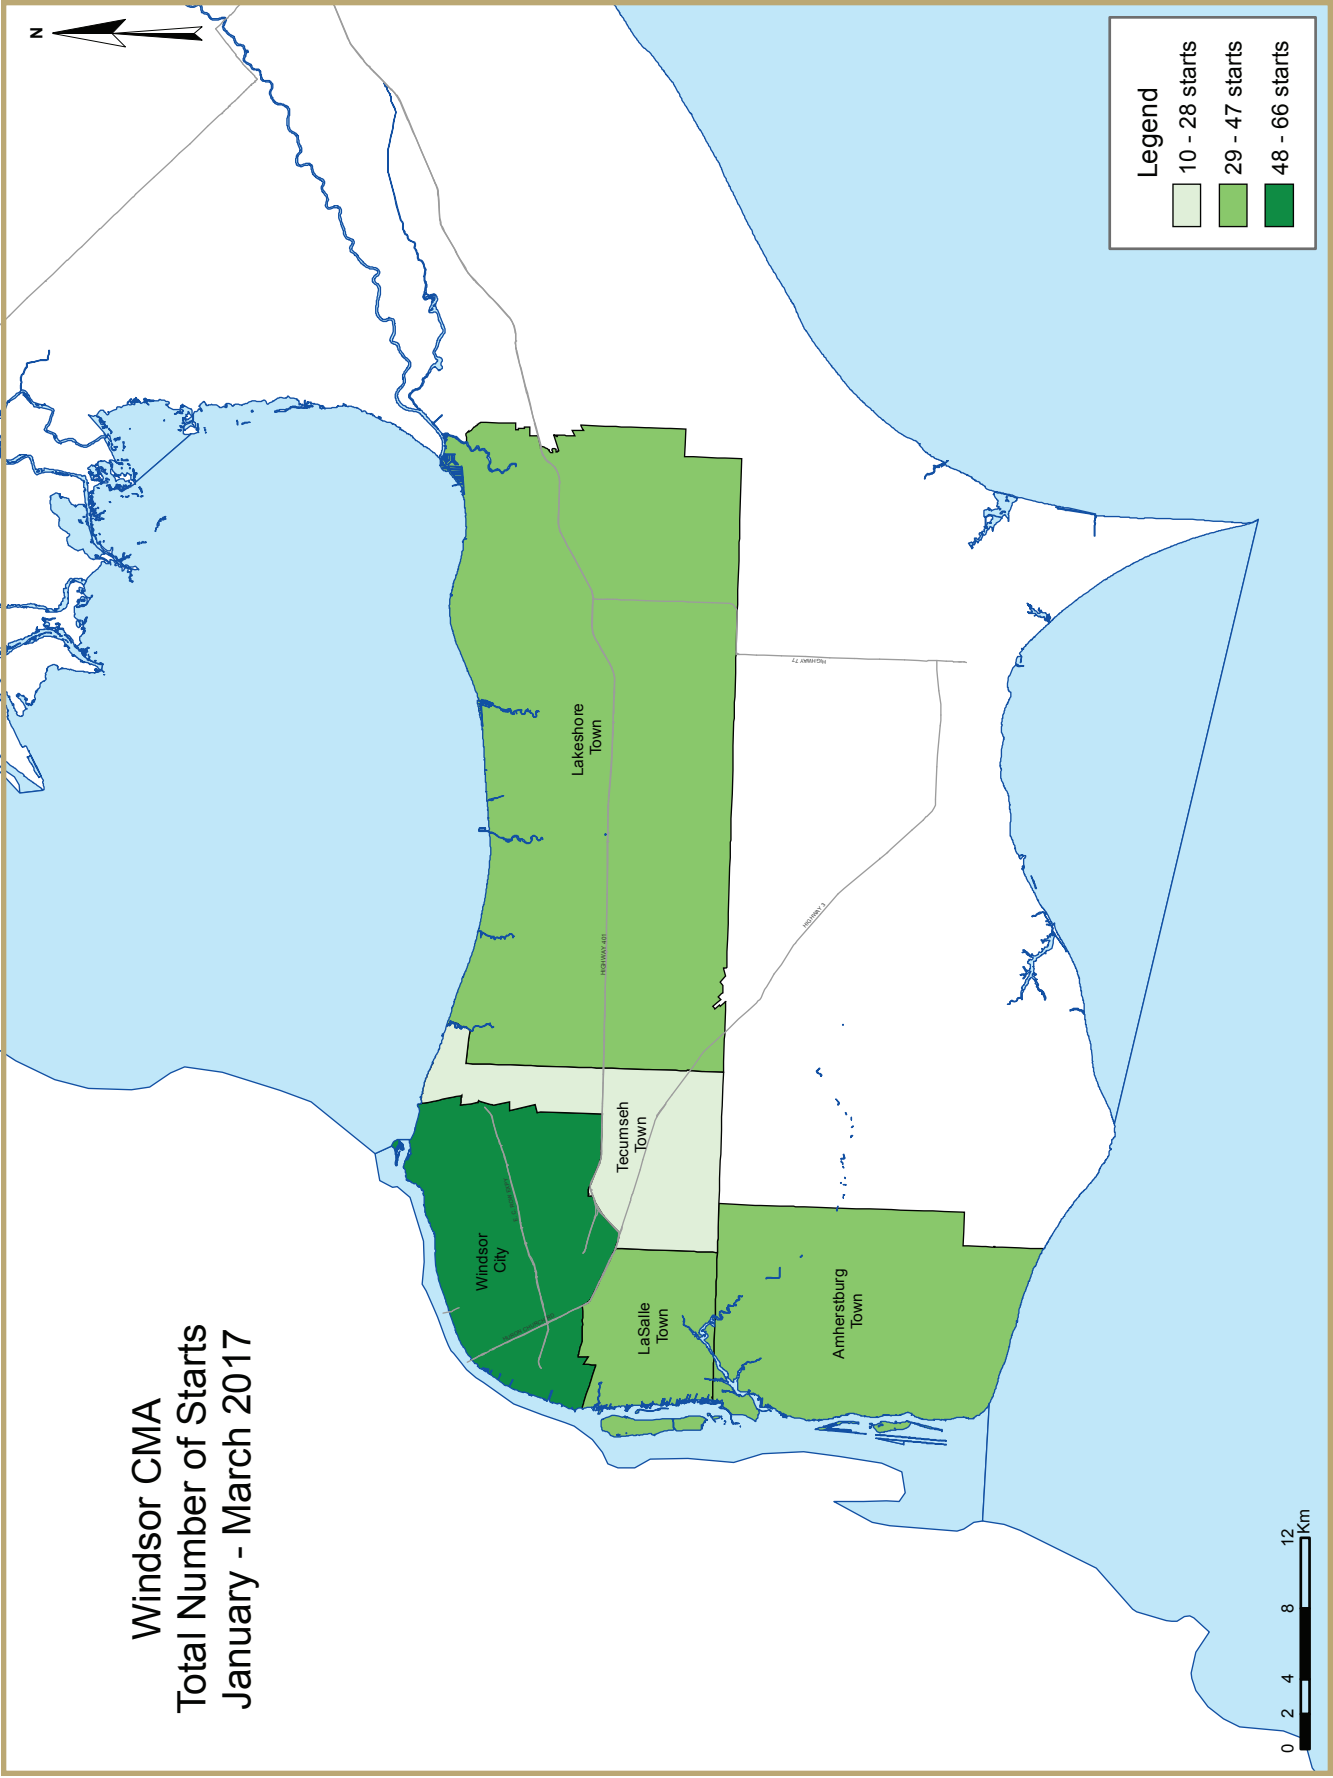 Windsor CMA
Total Number of Starts
January - March 2017
N
Legend
10 - 28 starts
29 - 47 starts
48 - 66 starts
Windsor
City
Tecumseh
Town
Lakeshore
Town
LaSalle
Town
Amherstburg
Town
HIGHWAY 401
HIGHWAY 3
HIGHWAY 77
0 2 4 8 12
Km